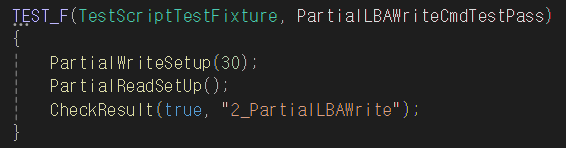 TEST_F(TestScriptTestFixture, PartialLBAWriteCmdTestPass)
{
    PartialWriteSetup(30);
    PartialReadSetUp();
    CheckResult(true, "2_PartialLBAWrite");
}